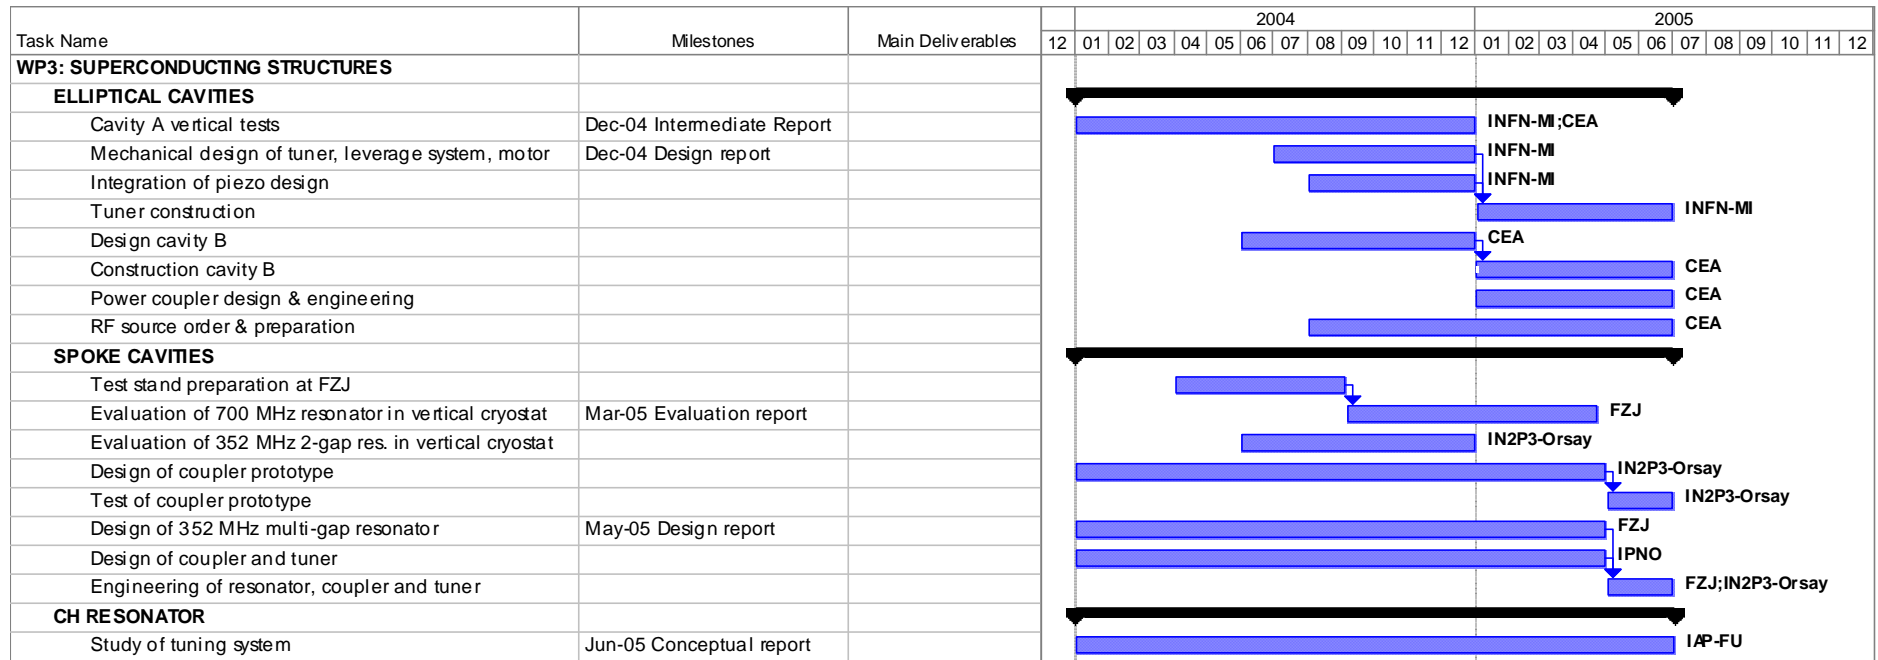 2004 2005
Task Name Milestones Main Deliverables 12 01 02 03 04 05 06 07 08 09 10 11 12 01 02 03 04 05 06 07 08 09 10 11 12
WP3: SUPERCONDUCTING STRUCTURES
ELLIPTICAL CAVITIES
Cavity A vertical tests Dec-04 Intermediate Report INFN-MI;CEA
Mechanical design of tuner, leverage system, motor Dec-04 Design report INFN-MI
Integration of piezo design INFN-MI
Tuner construction INFN-MI
Design cavity B CEA
Construction cavity B CEA
Power coupler design & engineering CEA
RF source order & preparation CEA
SPOKE CAVITIES
Test stand preparation at FZJ
Evaluation of 700 MHz resonator in vertical cryostat Mar-05 Evaluation report FZJ
Evaluation of 352 MHz 2-gap res. in vertical cryostat IN2P3-Orsay
Design of coupler prototype IN2P3-Orsay
Test of coupler prototype IN2P3-Orsay
Design of 352 MHz multi-gap resonator May-05 Design report FZJ
Design of coupler and tuner IPNO
Engineering of resonator, coupler and tuner FZJ;IN2P3-Orsay
CH RESONATOR
Study of tuning system Jun-05 Conceptual report IAP-FU